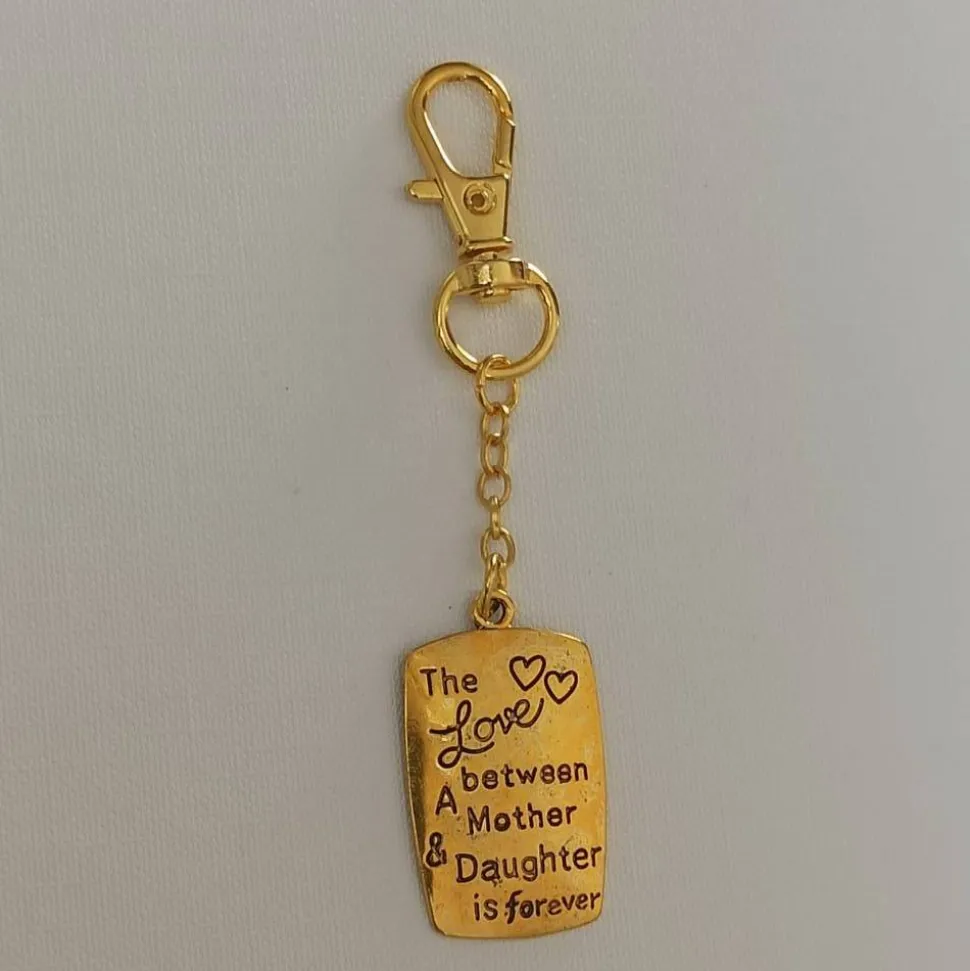 The
Love
between
A Mother
& Daughter
is forever